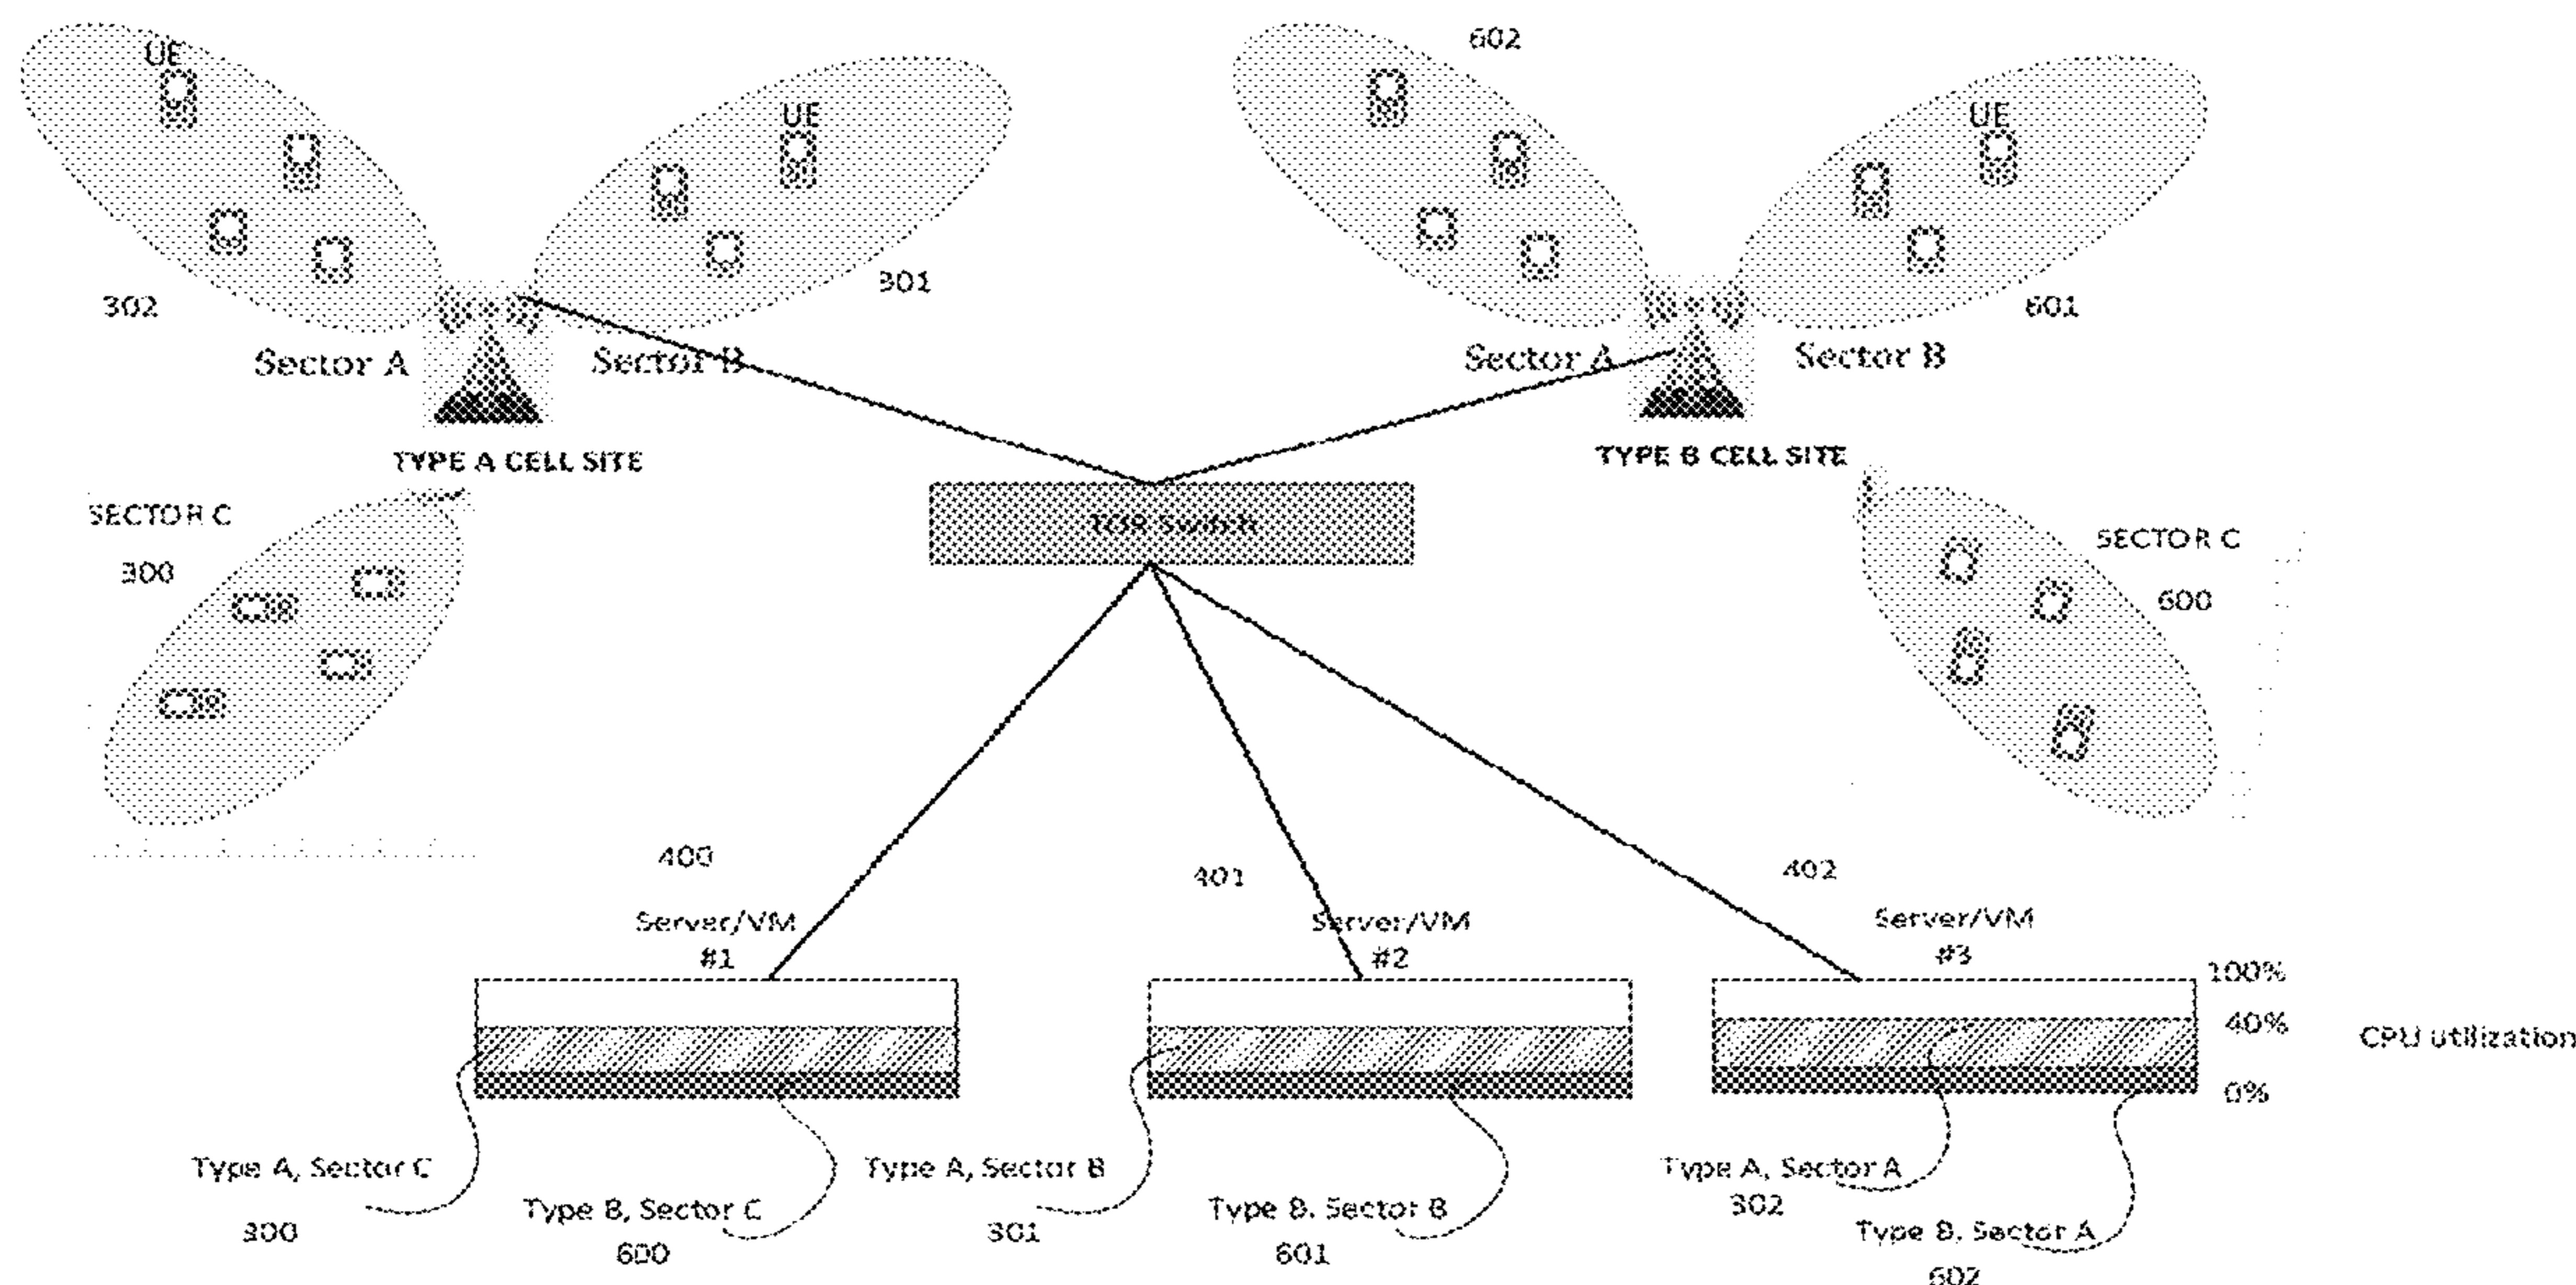 602
UE
UE
UE
302
301
601
Sector A
Sector B
Sector A
Sector B
TYPE A CELL SITE
TYPE B CELL SITE
SECTOR C
300
TOR Switch
SECTOR C
600
400
401
402
Server/VM
#1
Server/VM
#2
Server/VM
#3
100%
40%
0%
CPU utilization
Type A, Sector C
300
Type B, Sector C
600
Type A, Sector B
301
Type B, Sector B
601
Type A, Sector A
302
Type B, Sector A
602